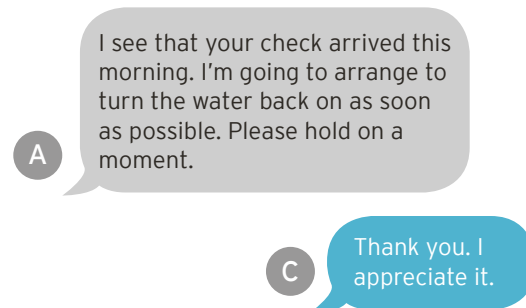 I see that your check arrived this
morning. I'm going to arrange to
turn the water back on as soon
as possible. Please hold on a
moment.
A
Thank you. I
appreciate it.
C